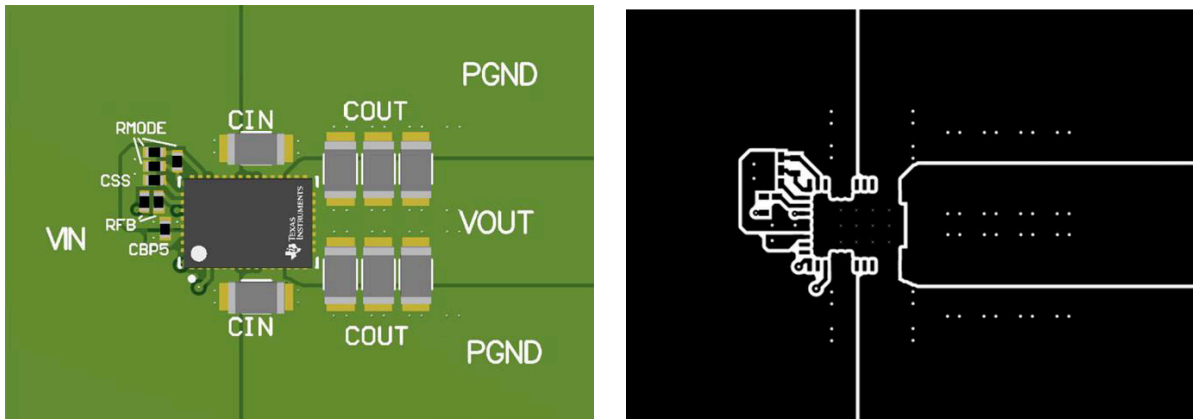 PGND
CIN
COUT
RMODE
CSS
VOUT
TEXAS
INSTRUMENTS
RFB
VIN
CBP5
CIN
COUT
PGND